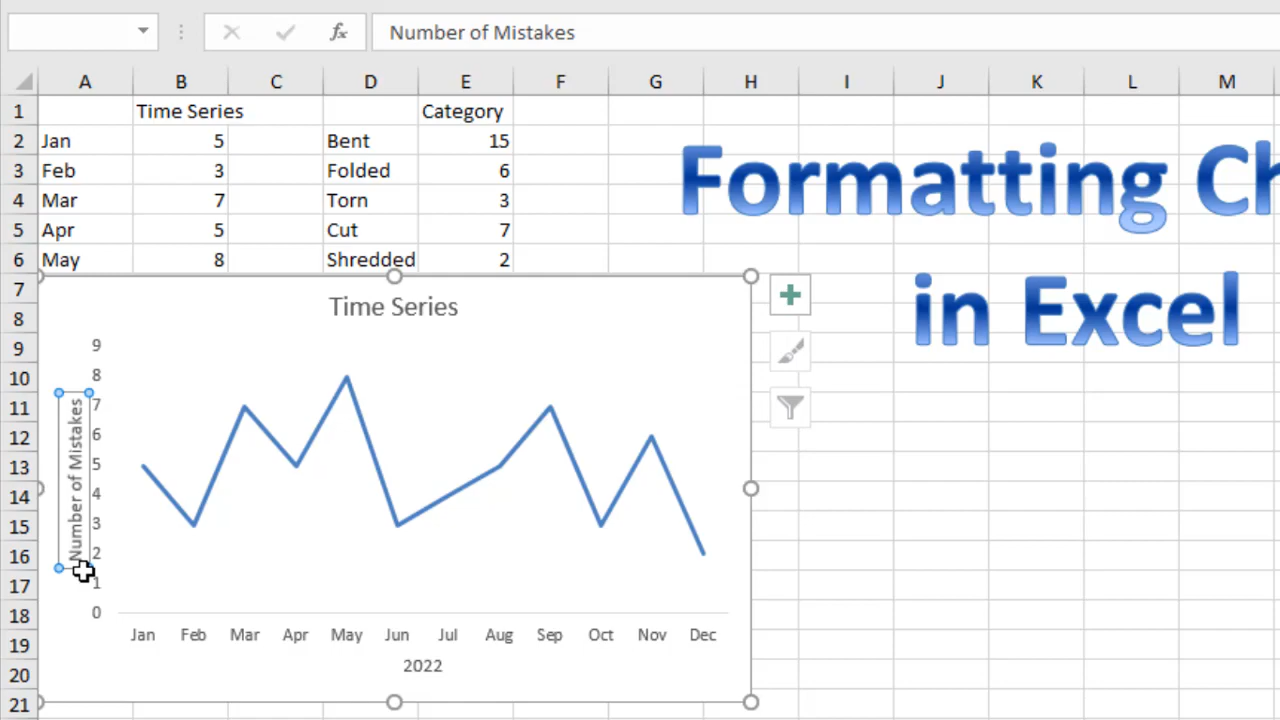 fx Number of Mistakes
A B C D E F G H I J K L M
1 Time Series Category
2 Jan 5 Bent 15
3 Feb 3 Folded 6
4 Mar 7 Torn 3
5 Apr 5 Cut 7
6 May 8 Shredded 2
Formatting Ch
in Excel
7
8
9
10
11
12
13
14
15
16
17
18
19
20
21
Time Series
9
8
7
6
5
4
3
2
1
0
Number of Mistakes
Jan Feb Mar Apr May Jun Jul Aug Sep Oct Nov Dec
2022